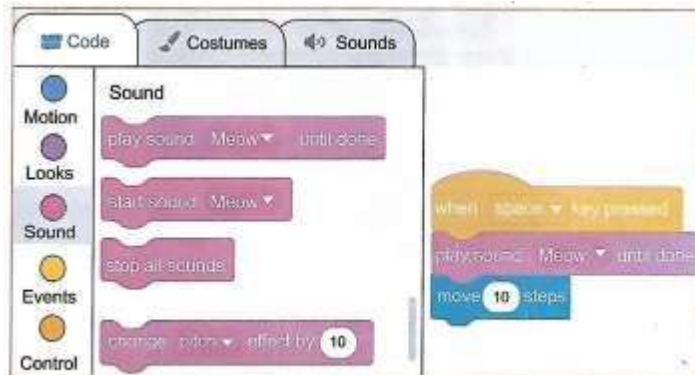 Code Costumes Sounds
Motion
Looks
Sound
Events
Control
Sound
play sound Meow until done
start sound Meow
stop all sounds
change pitch effect by 10
when space key pressed
play sound Meow until done
move 10 steps